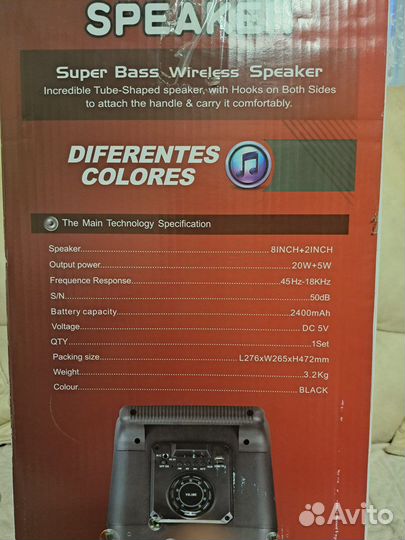 SPEAKER
Super Bass Wireless Speaker
Incredible Tube-Shaped speaker, with Hooks on Both Sides
to attach the handle & carry it comfortably.
DIFERENTES
COLORES
The Main Technology Specification
Speaker........8INCH+2INCH
Output power........20W+5W
Frequence Response........45Hz-18KHz
S/N........50dB
Battery capacity........2400mAh
Voltage........DC 5V
QTY........1Set
Packing size........L276xW265xH472mm
Weight........3.2Kg
Colour........BLACK
VOLUME
Avito